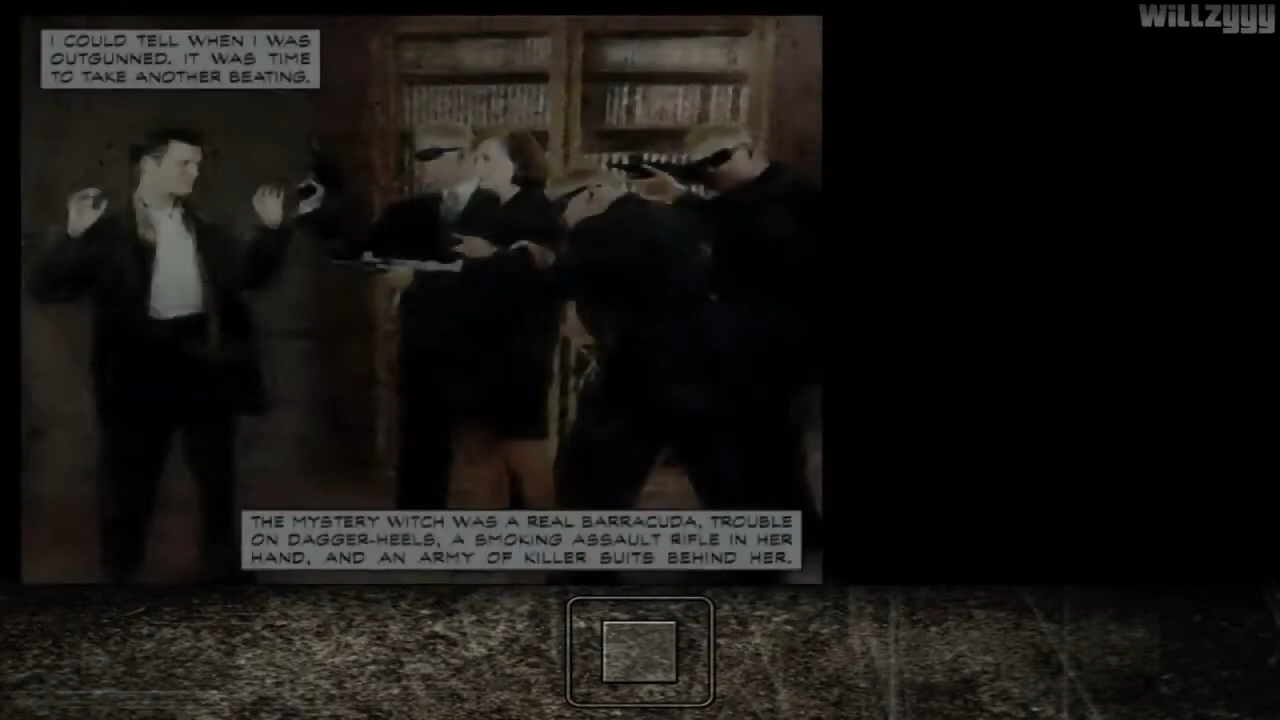 WiLLZyyy
I COULD TELL WHEN I WAS
OUTGUNNED. IT WAS TIME
TO TAKE ANOTHER BEATING.
THE MYSTERY WITCH WAS A REAL BARRACUDA, TROUBLE
ON DAGGER-HEELS, A SMOKING ASSAULT RIFLE IN HER
HAND, AND AN ARMY OF KILLER SUITS BEHIND HER.